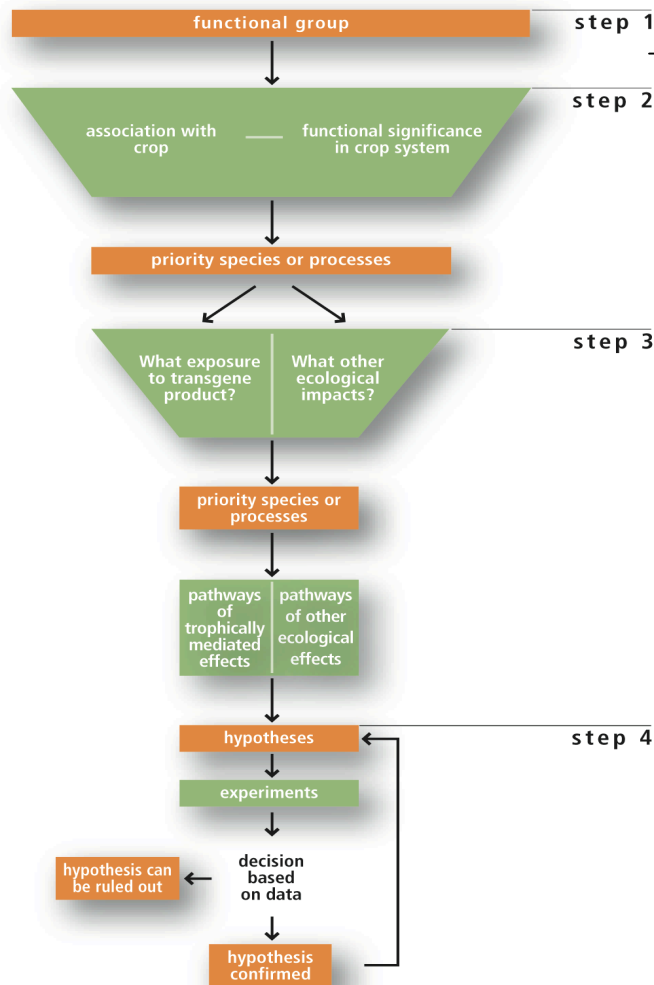 functional group
step 1
step 2
association with
crop
functional significance
in crop system
priority species or processes
step 3
What exposure
to transgene
product?
What other
ecological
impacts?
priority species or
processes
pathways
of
trophically
mediated
effects
pathways
of other
ecological
effects
hypotheses
step 4
experiments
decision
based
on data
hypothesis can
be ruled out
hypothesis
confirmed